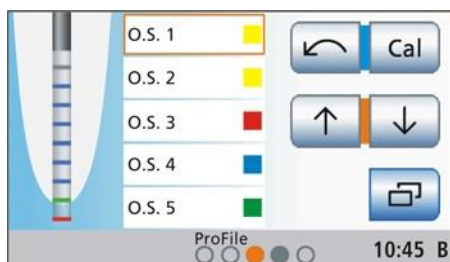 O.S. 1
O.S. 2
O.S. 3
O.S. 4
O.S. 5
Cal
ProFile
10:45 B